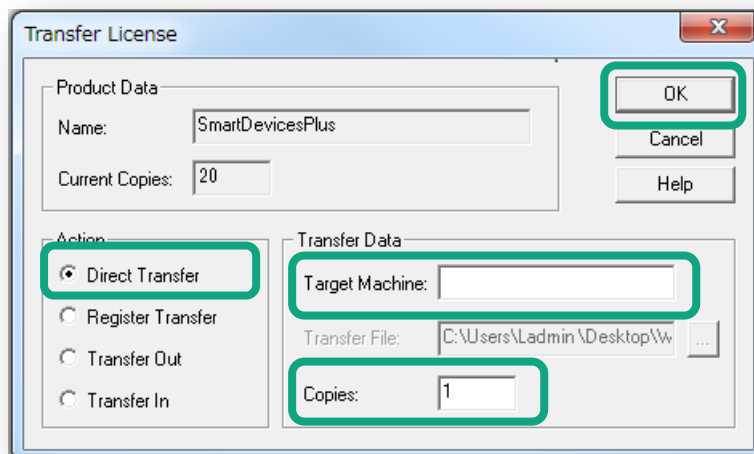 Transfer License
Product Data
Name: SmartDevicesPlus
Current Copies: 20
OK
Cancel
Help
Action
Direct Transfer
Register Transfer
Transfer Out
Transfer In
Transfer Data
Target Machine:
Transfer File: C:\Users\Ladmin\Desktop\W ...
Copies: 1